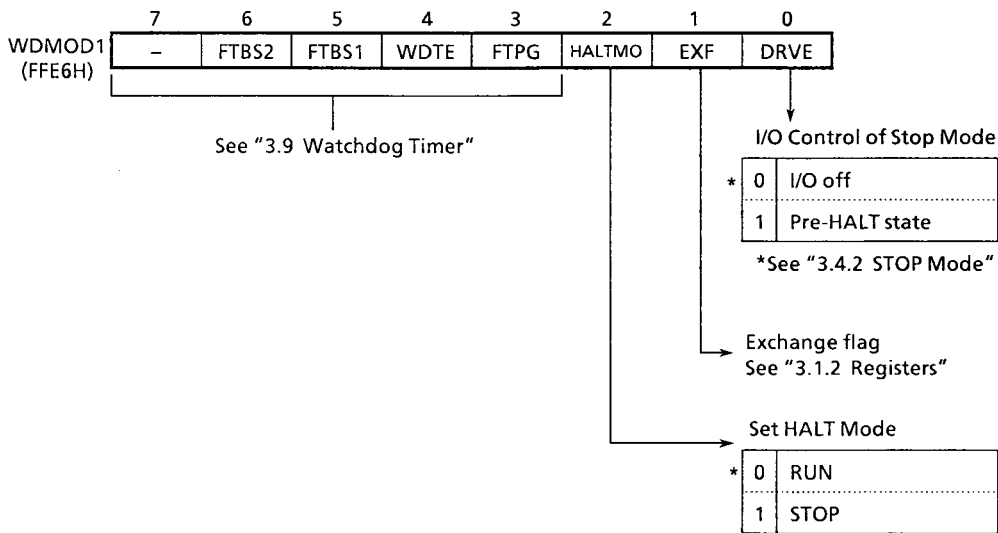 7 6 5 4 3 2 1 0
WDMOD1 – FTBS2 FTBS1 WDTE FTPG HALTMO EXF DRVE
(FFE6H)
See "3.9 Watchdog Timer"
I/O Control of Stop Mode
* 0 I/O off
1 Pre-HALT state
*See "3.4.2 STOP Mode"
Exchange flag
See "3.1.2 Registers"
Set HALT Mode
* 0 RUN
1 STOP